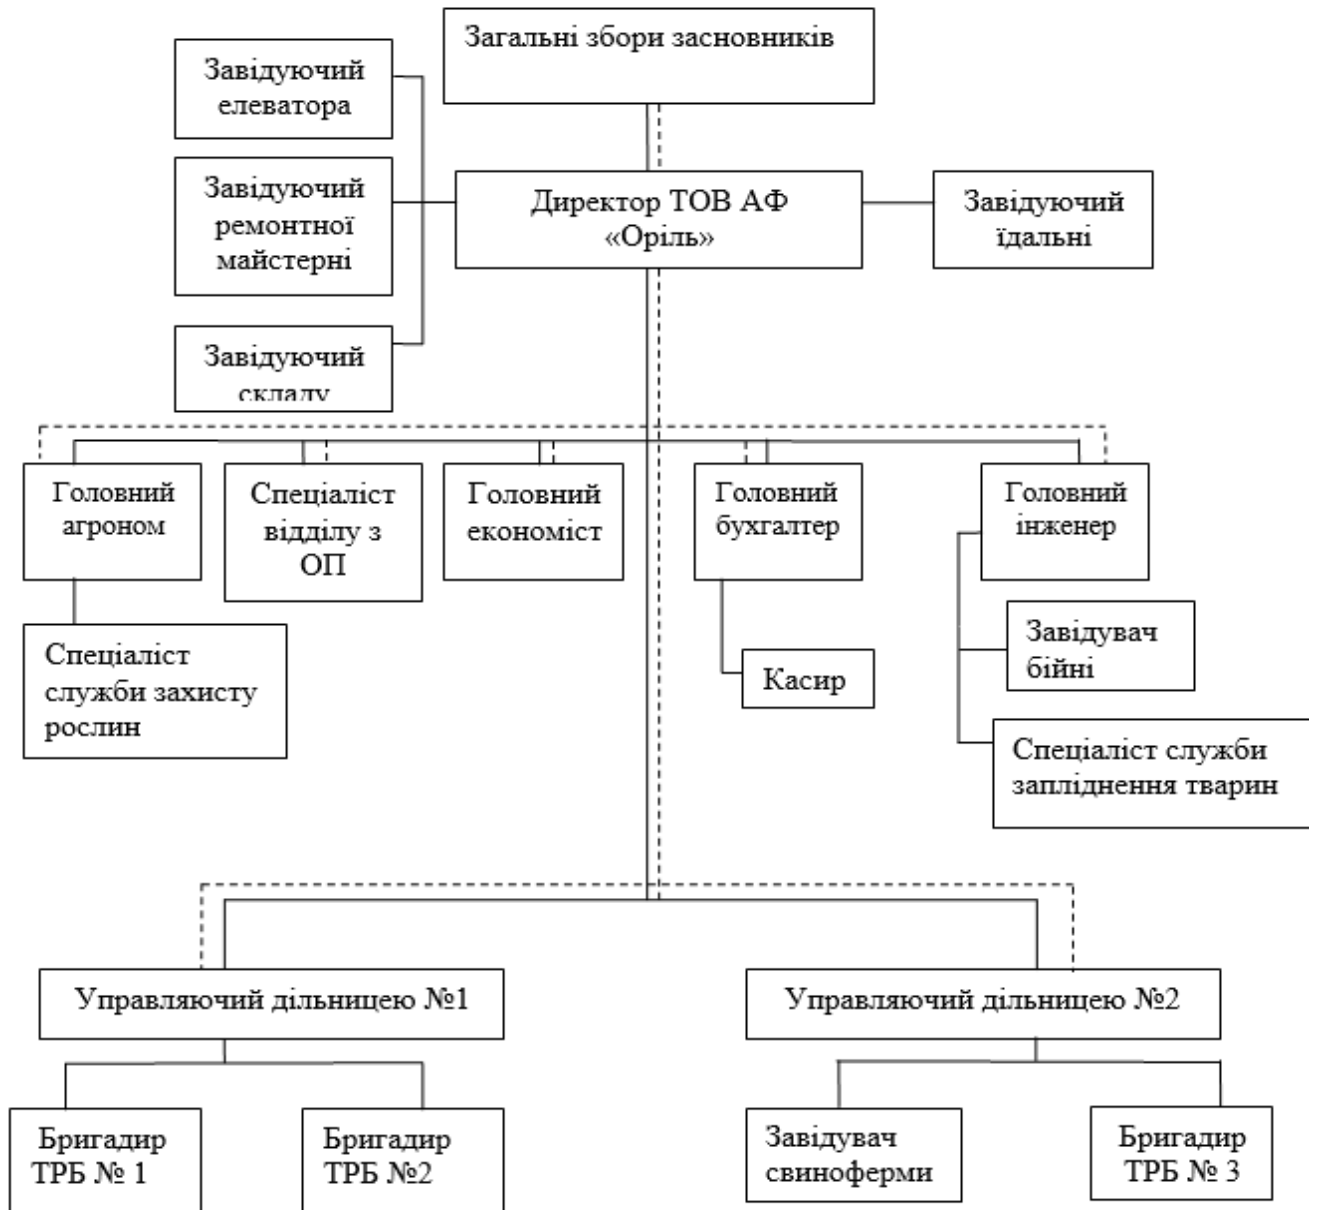 Загальні збори засновників
Завідуючий
елеватора
Завідуючий
ремонтної
майстерні
Директор ТОВ АФ
«Оріль»
Завідуючий
їдальні
Завідуючий
складу
Головний
агроном
Спеціаліст
відділу з
ОП
Головний
економіст
Головний
бухгалтер
Головний
інженер
Спеціаліст
служби захисту
рослин
Касир
Завідувач
бійні
Спеціаліст служби
запліднення тварин
Управляючий дільницею №1
Управляючий дільницею №2
Бригадир
ТРБ № 1
Бригадир
ТРБ №2
Завідувач
свиноферми
Бригадир
ТРБ № 3